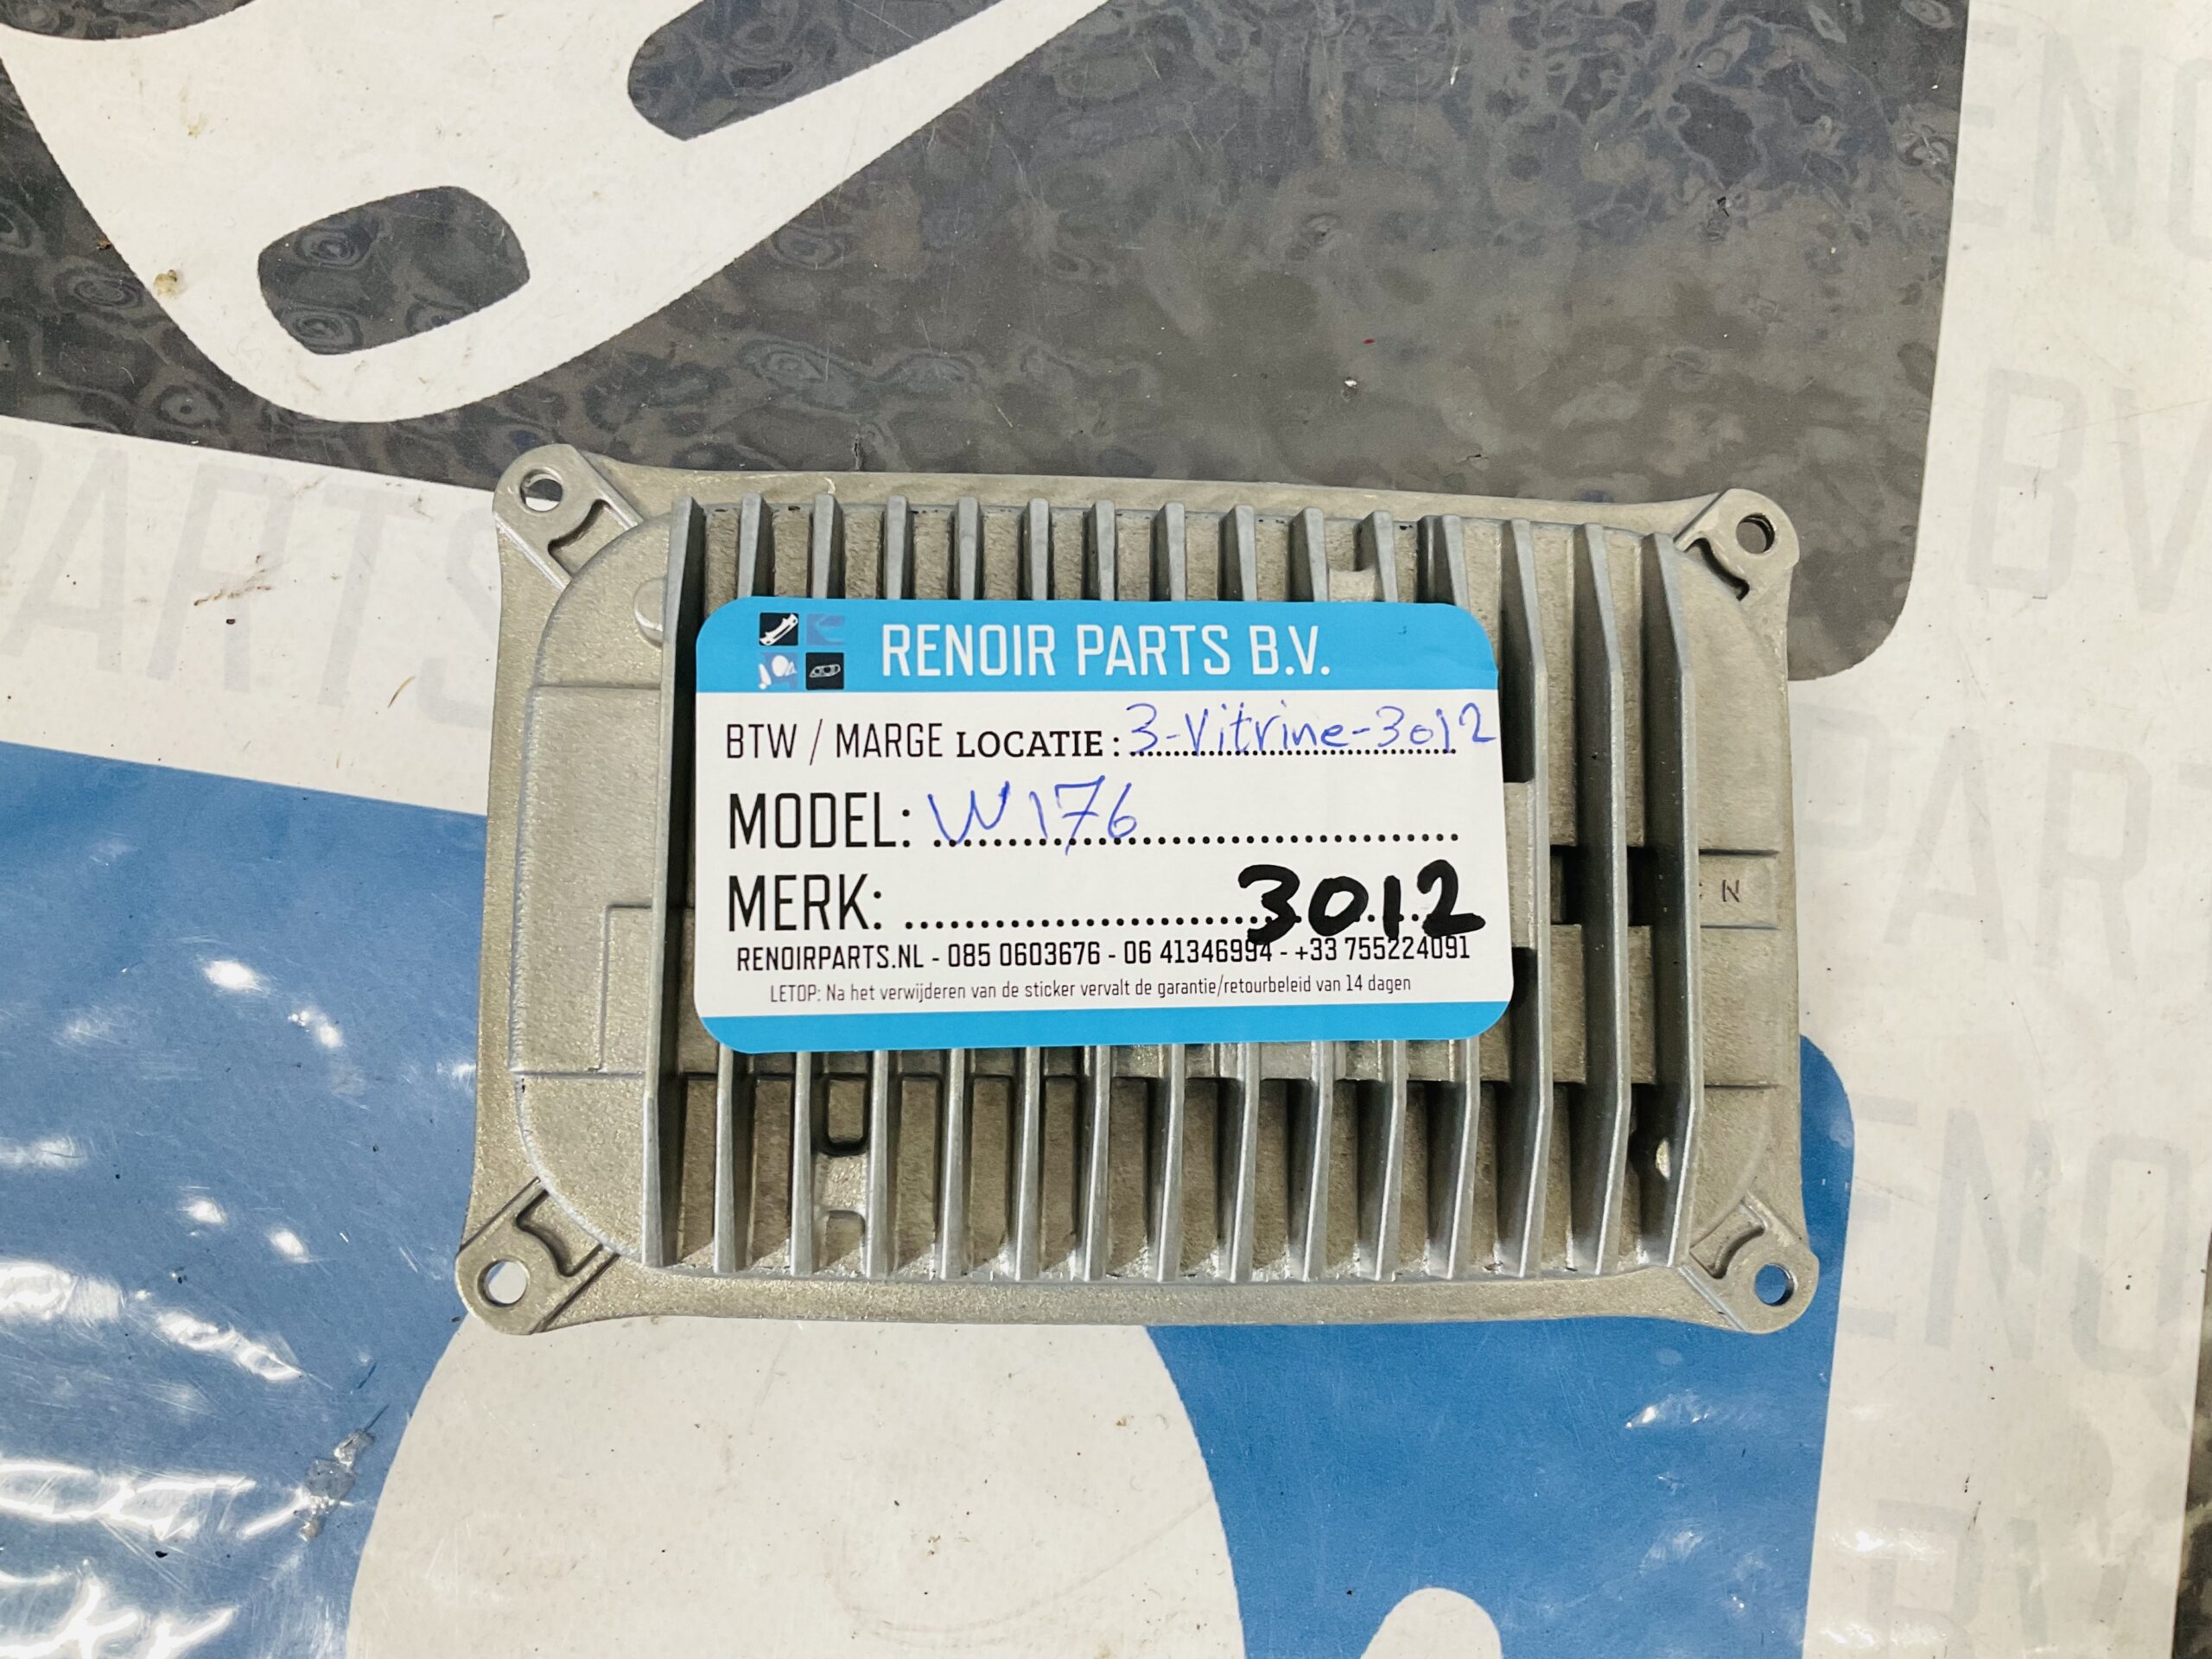 RENOIR PARTS B.V.
BTW / MARGE LOCATIE: 3-Vitrine-3012
MODEL: W176
MERK: 3012
RENOIRPARTS.NL - 085 0603676 - 06 41346994 - +33 755224091
LETOP: Na het verwijderen van de sticker vervalt de garantie/retourbeleid van 14 dagen
N
PARTS